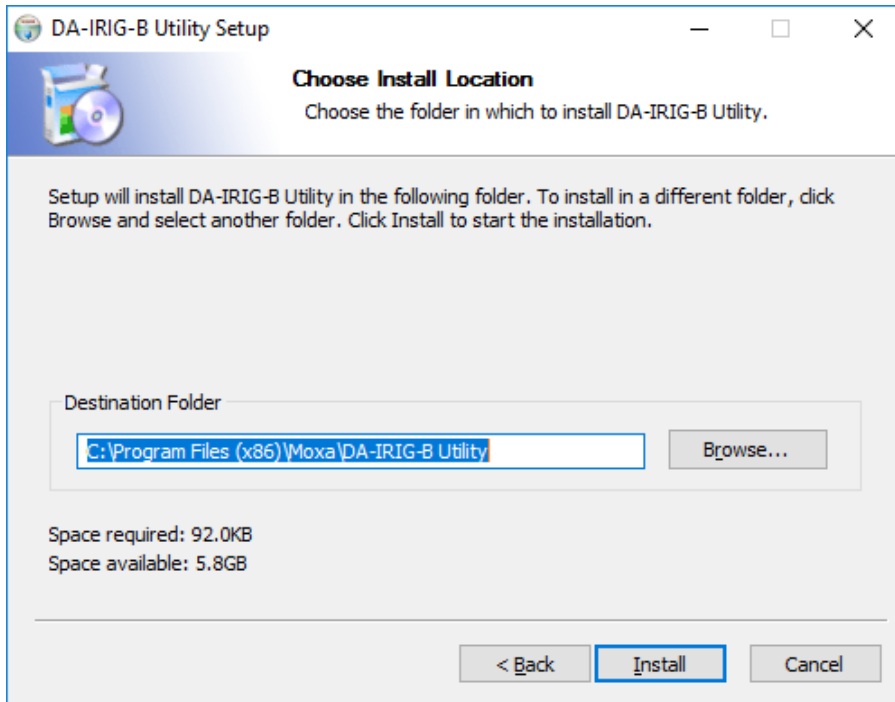 DA-IRIG-B Utility Setup
Choose Install Location
Choose the folder in which to install DA-IRIG-B Utility.
Setup will install DA-IRIG-B Utility in the following folder. To install in a different folder, click
Browse and select another folder. Click Install to start the installation.
Destination Folder
C:\Program Files (x86)\Moxa\DA-IRIG-B Utility
Browse...
Space required: 92.0KB
Space available: 5.8GB
< Back
Install
Cancel